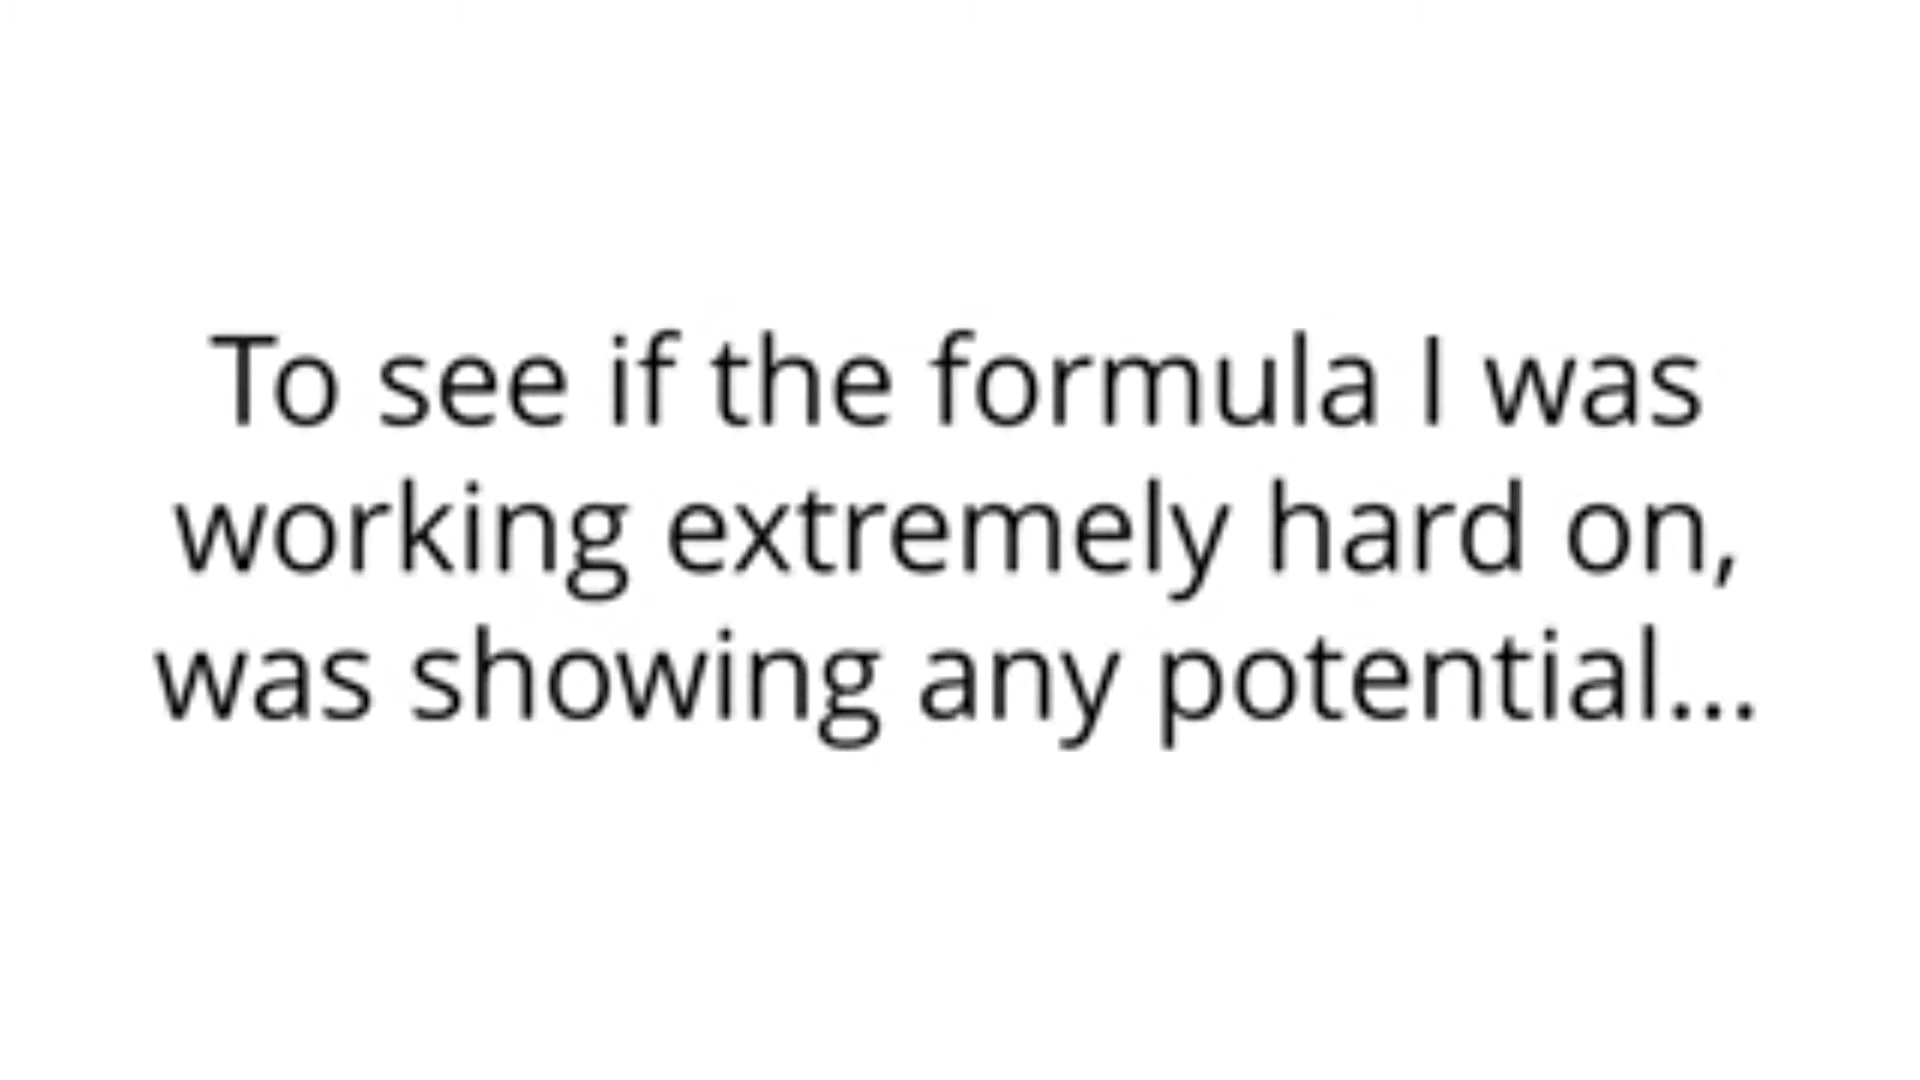 To see if the formula I was
working extremely hard on,
was showing any potential...